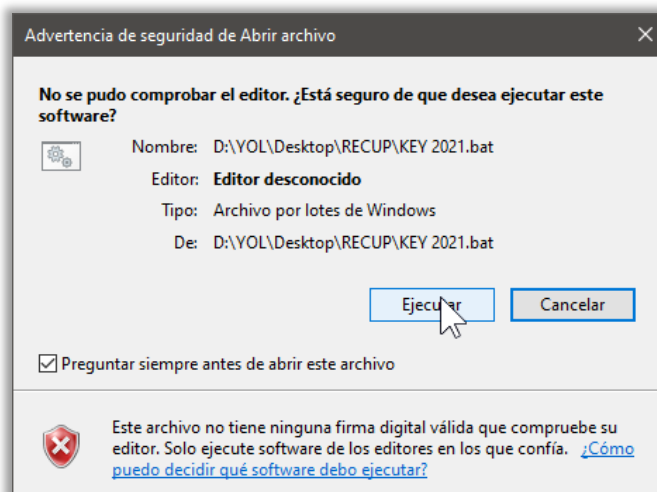 Advertencia de seguridad de Abrir archivo
No se pudo comprobar el editor. ¿Está seguro de que desea ejecutar este
software?
Nombre: D:\YOL\Desktop\RECUP\KEY 2021.bat
Editor: Editor desconocido
Tipo: Archivo por lotes de Windows
De: D:\YOL\Desktop\RECUP\KEY 2021.bat
Ejecutar Cancelar
Preguntar siempre antes de abrir este archivo
Este archivo no tiene ninguna firma digital válida que compruebe su
editor. Solo ejecute software de los editores en los que confía. ¿Cómo
puedo decidir qué software debo ejecutar?